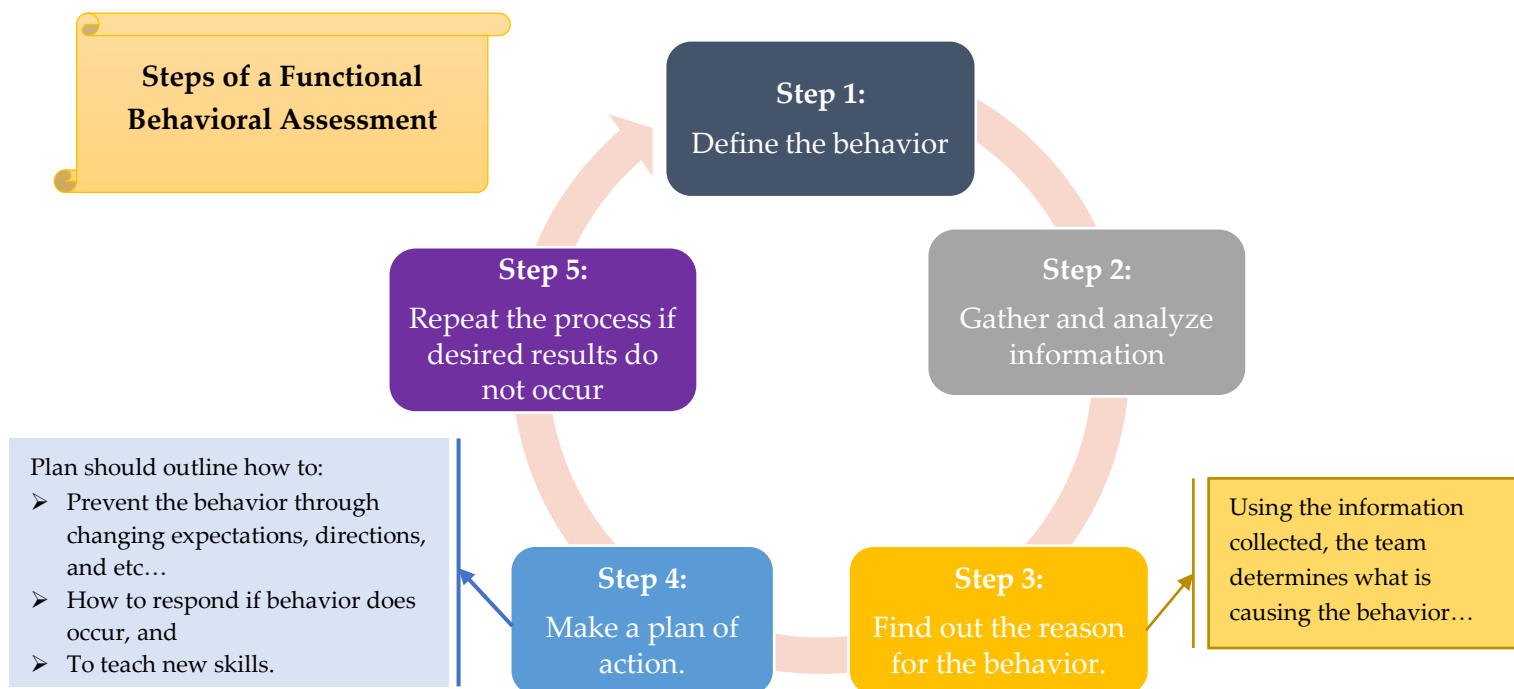 Steps of a Functional
Behavioral Assessment
Step 1:
Define the behavior
Step 2:
Gather and analyze
information
Step 3:
Find out the reason
for the behavior.
Using the information
collected, the team
determines what is
causing the behavior…
Step 4:
Make a plan of
action.
Plan should outline how to:
➢ Prevent the behavior through
changing expectations, directions,
and etc…
➢ How to respond if behavior does
occur, and
➢ To teach new skills.
Step 5:
Repeat the process if
desired results do
not occur